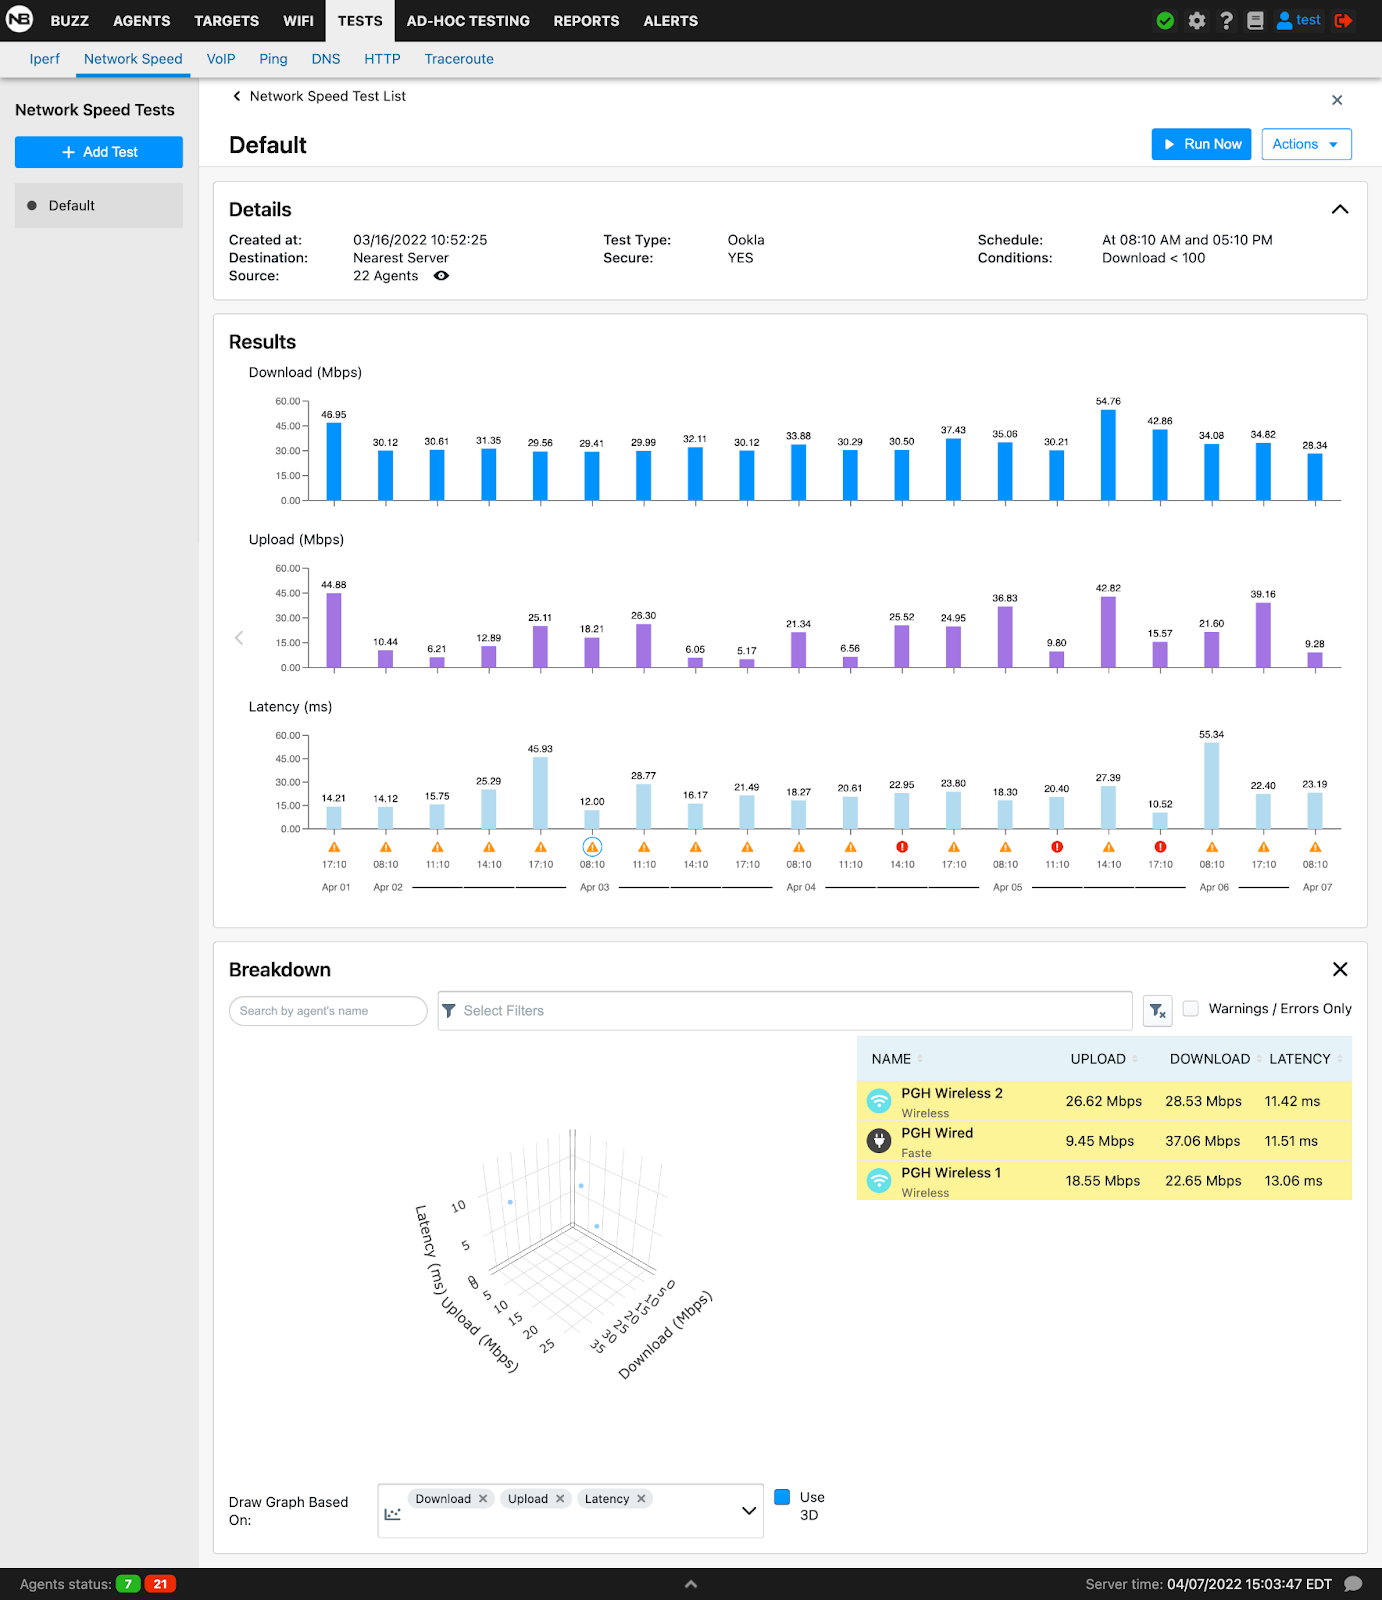 NB BUZZ AGENTS TARGETS WIFI TESTS AD-HOC TESTING REPORTS ALERTS ? test
Iperf Network Speed VoIP Ping DNS HTTP Traceroute
Network Speed Tests
+ Add Test
Default
Network Speed Test List
Default
Run Now Actions
Details
Created at: 03/16/2022 10:52:25 Test Type: Ookla Schedule: At 08:10 AM and 05:10 PM
Destination: Nearest Server Secure: YES Conditions: Download < 100
Source: 22 Agents
Results
Download (Mbps)
60.00
45.00
30.00
15.00
0.00
46.95 30.12 30.61 31.35 29.56 29.41 29.99 32.11 30.12 33.88 30.29 30.50 37.43 35.06 30.21 54.76 42.86 34.08 34.82 28.34
Upload (Mbps)
60.00
45.00
30.00
15.00
0.00
44.88 10.44 6.21 12.89 25.11 18.21 26.30 6.05 5.17 21.34 6.56 25.52 24.95 36.83 9.80 42.82 15.57 21.60 39.16 9.28
Latency (ms)
60.00
45.00
30.00
15.00
0.00
14.21 14.12 15.75 25.29 45.93 12.00 28.77 16.17 21.49 18.27 20.61 22.95 23.80 18.30 20.40 27.39 10.52 55.34 22.40 23.19
17:10 08:10 11:10 14:10 17:10 08:10 11:10 14:10 17:10 08:10 11:10 14:10 17:10 08:10 11:10 14:10 17:10 08:10 17:10 08:10
Apr 01 Apr 02 Apr 03 Apr 04 Apr 05 Apr 06 Apr 07
Breakdown
Search by agent's name Select Filters Warnings / Errors Only
NAME UPLOAD DOWNLOAD LATENCY
PGH Wireless 2 26.62 Mbps 28.53 Mbps 11.42 ms
Wireless
PGH Wired 9.45 Mbps 37.06 Mbps 11.51 ms
Faste
PGH Wireless 1 18.55 Mbps 22.65 Mbps 13.06 ms
Wireless
Latency (ms)
10
5
0
Upload (Mbps)
0
5
10
15
20
25
Download (Mbps)
0
5
10
15
20
25
30
35
Draw Graph Based
On:
Download Upload Latency
Use
3D
Agents status: 7 21 Server time: 04/07/2022 15:03:47 EDT